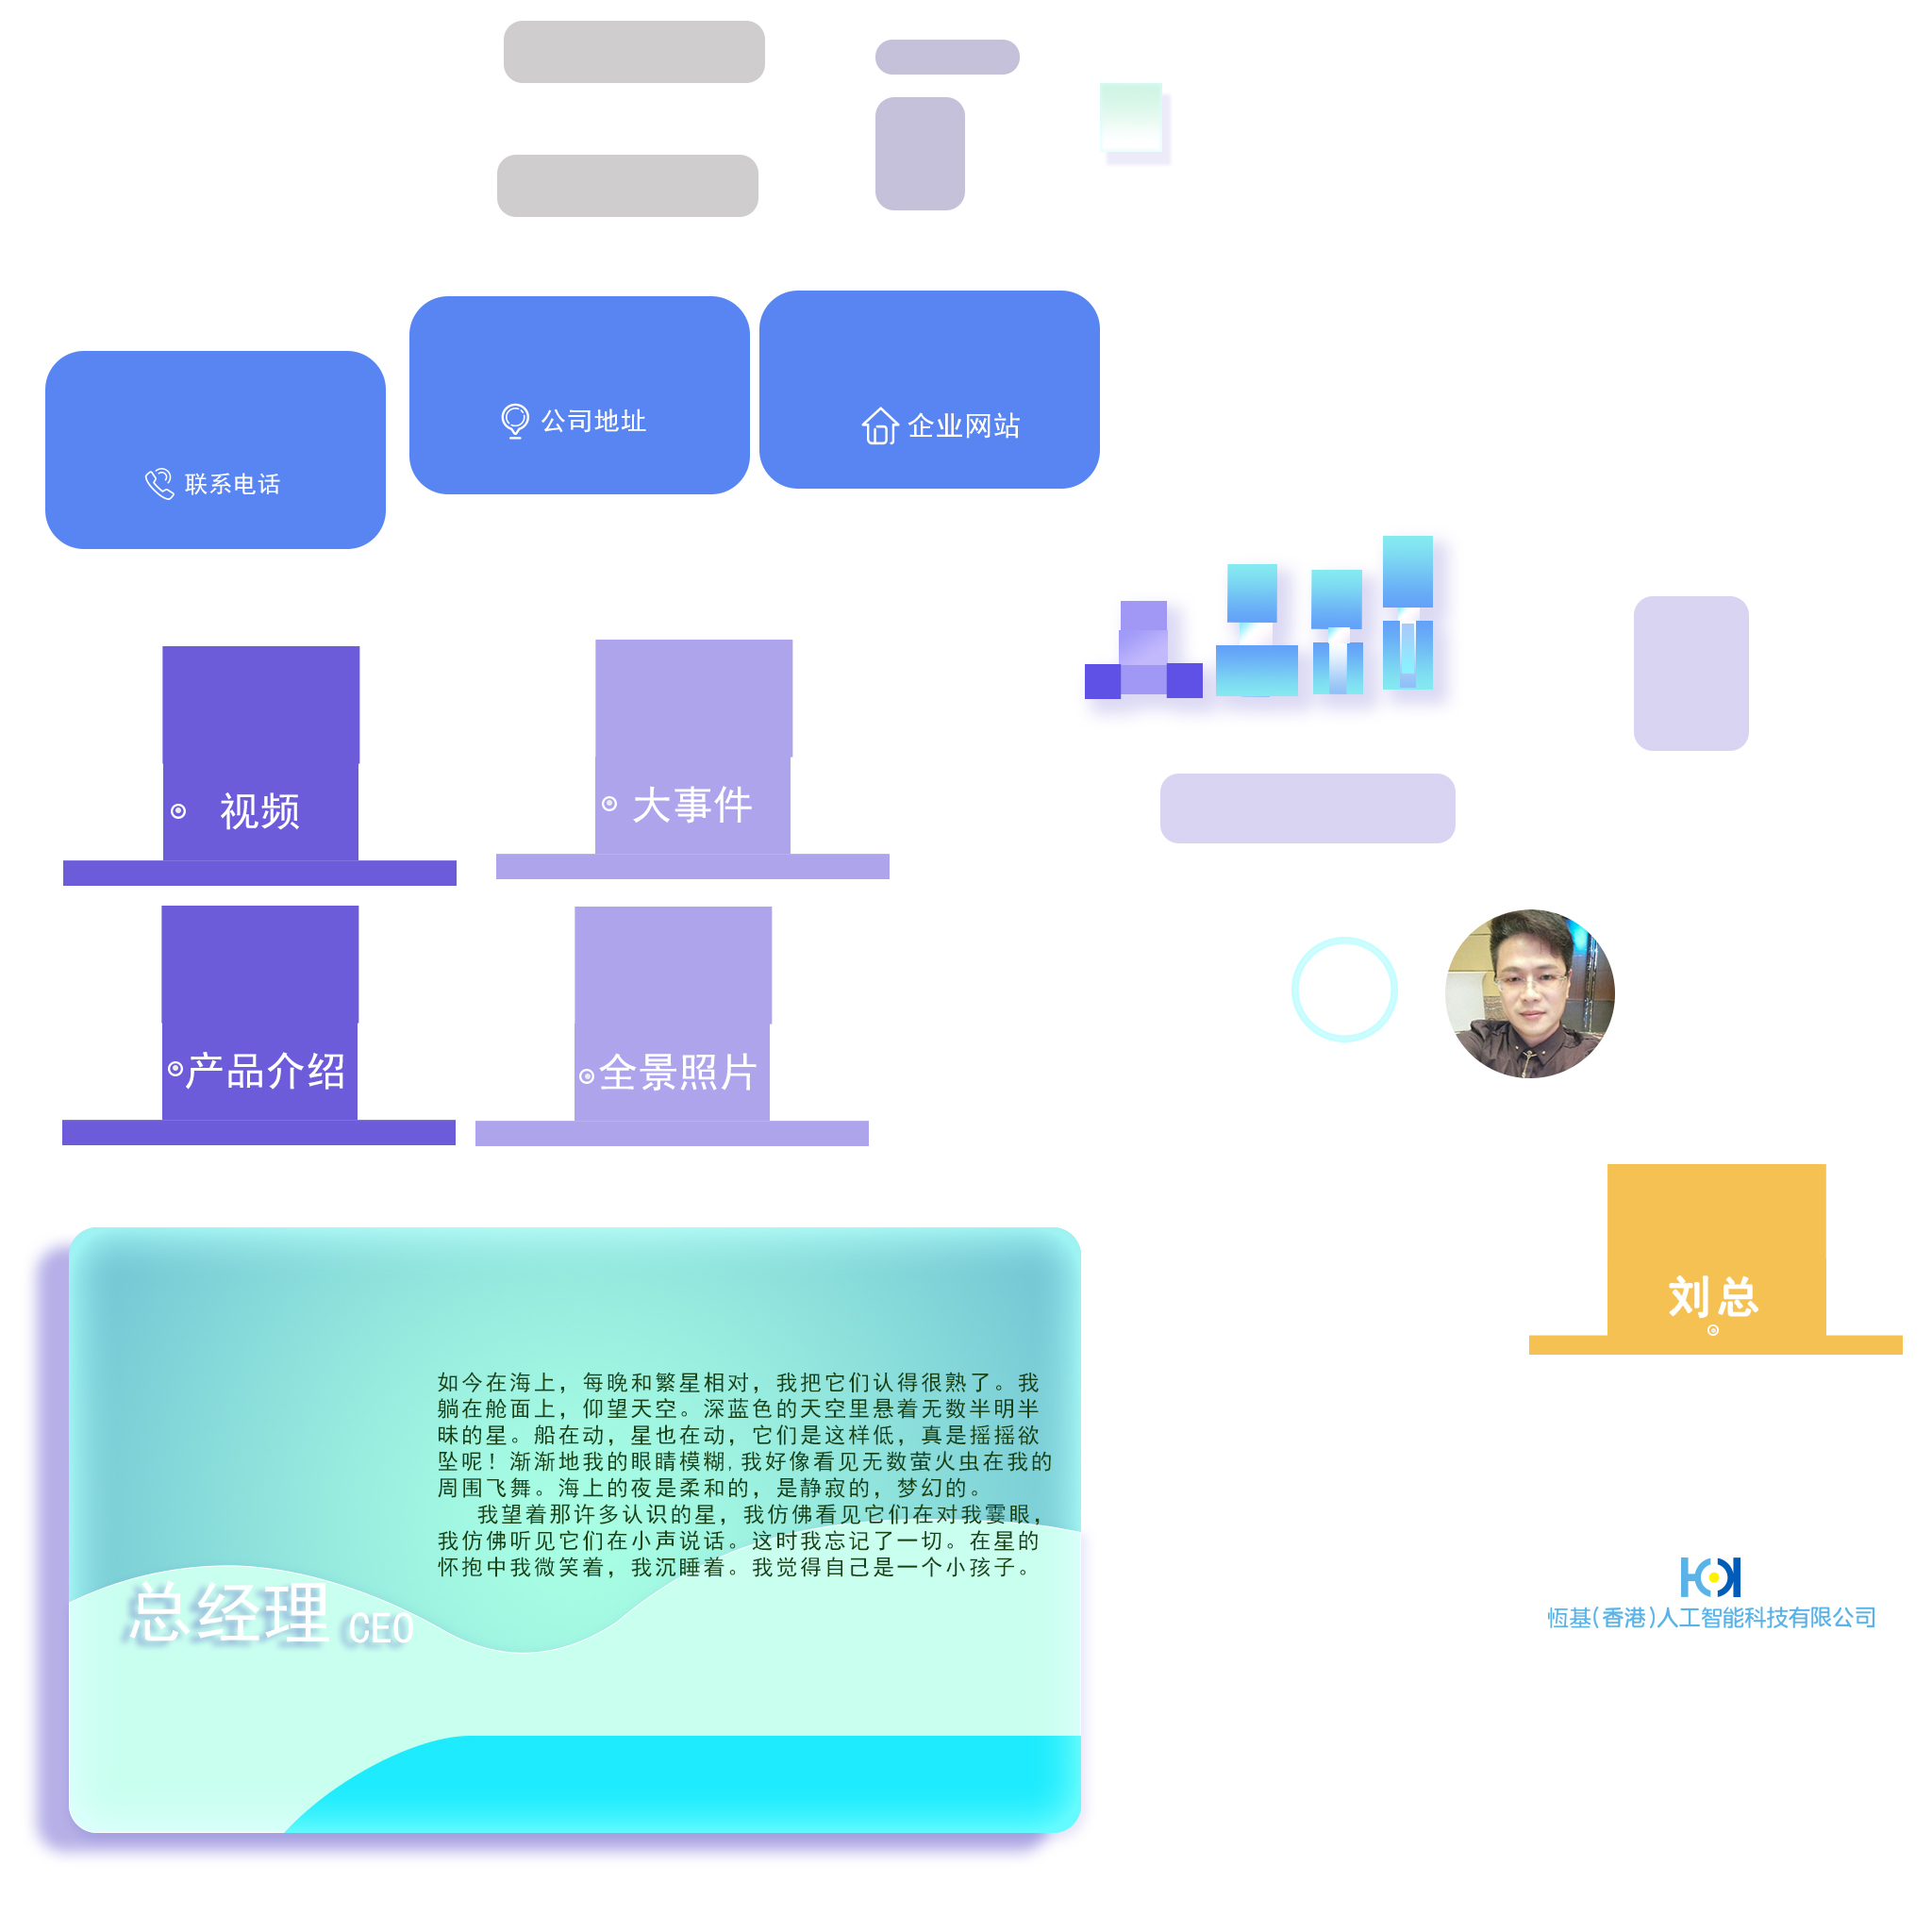 公司地址
企业网站
联系电话
视频
大事件
产品介绍
全景照片
刘总
如今在海上，每晚和繁星相对，我把它们认得很熟了。我
躺在舱面上，仰望天空。深蓝色的天空里悬着无数半明半
昧的星。船在动，星也在动，它们是这样低，真是摇摇欲
坠呢！渐渐地我的眼睛模糊,我好像看见无数萤火虫在我的
周围飞舞。海上的夜是柔和的，是静寂的，梦幻的。
我望着那许多认识的星，我仿佛看见它们在对我霎眼，
我仿佛听见它们在小声说话。这时我忘记了一切。在星的
怀抱中我微笑着，我沉睡着。我觉得自己是一个小孩子。
总经理 CEO
恆基(香港)人工智能科技有限公司